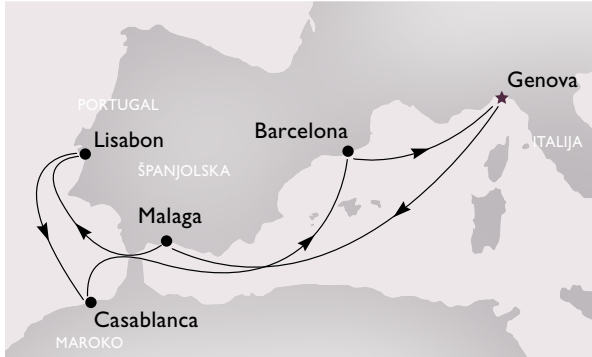 Genova
PORTUGAL
Barcelona
Lisabon
ITALIJA
ŠPANJOLSKA
Malaga
Casablanca
MAROKO